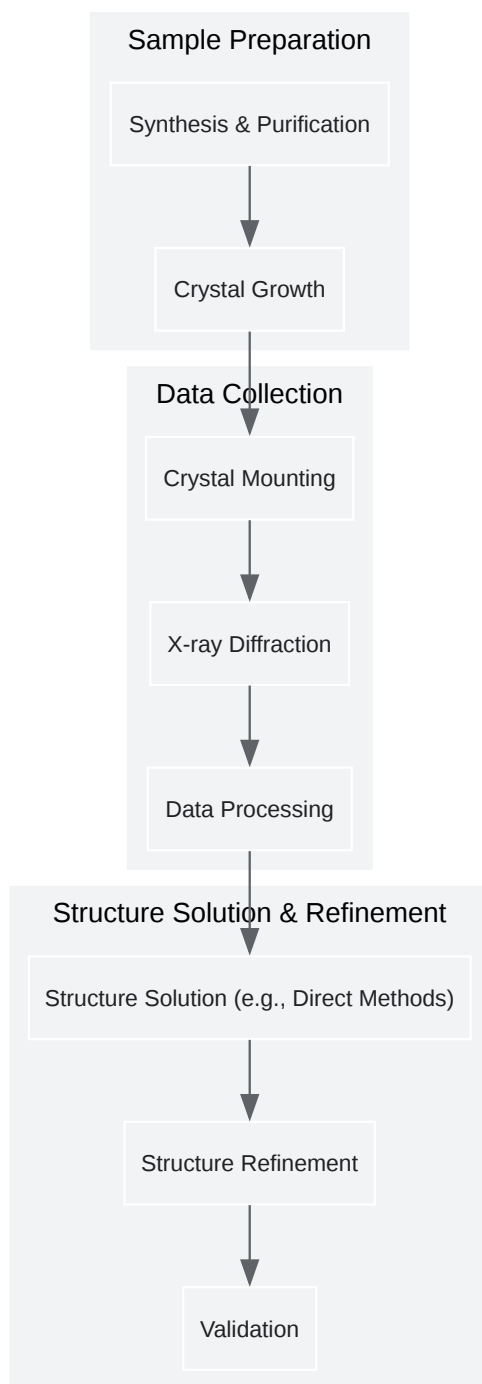 Sample Preparation
Synthesis & Purification
Crystal Growth
Data Collection
Crystal Mounting
X-ray Diffraction
Data Processing
Structure Solution & Refinement
Structure Solution (e.g., Direct Methods)
Structure Refinement
Validation